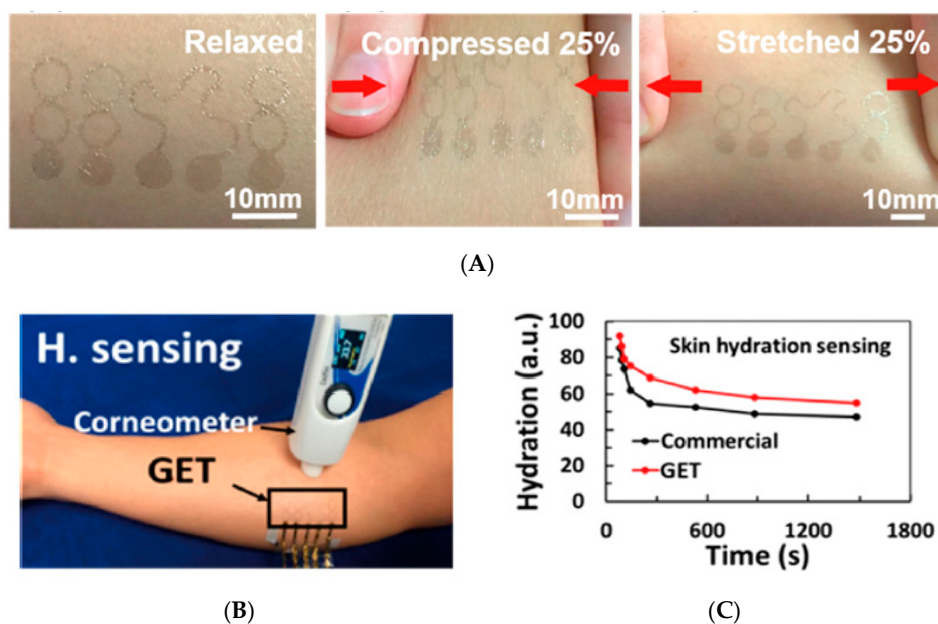 Relaxed
10mm
Compressed 25%
10mm
Stretched 25%
10mm
(A)
H. sensing
Corneometer
GET
(B)
100
80
60
40
20
0
Hydration (a.u.)
Skin hydration sensing
Commercial
GET
0
600
1200
1800
Time (s)
(C)